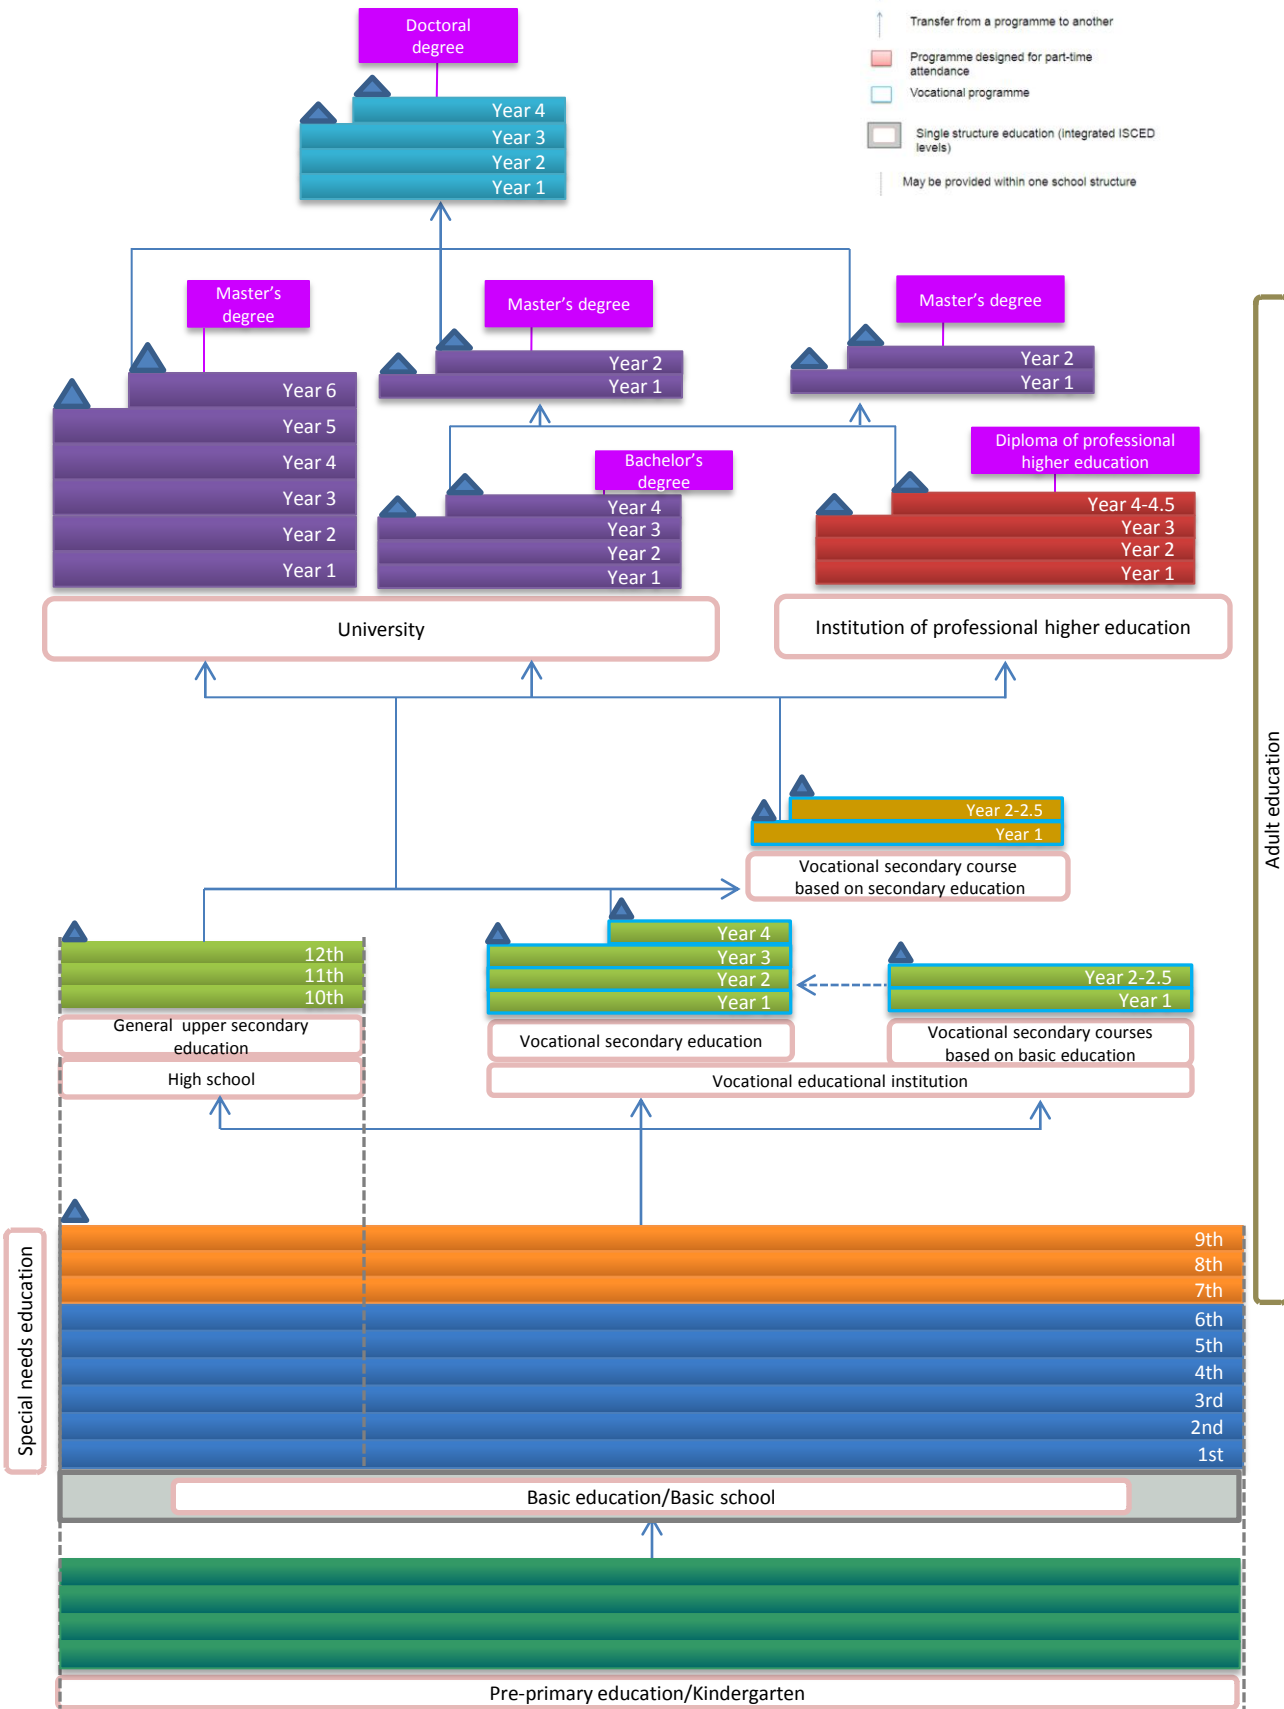 Doctoral
degree
Transfer from a programme to another
Programme designed for part-time
attendance
Vocational programme
Single structure education (integrated ISCED
levels)
May be provided within one school structure
Year 4
Year 3
Year 2
Year 1
Master's
degree
Year 6
Year 5
Year 4
Year 3
Year 2
Year 1
Master's degree
Year 2
Year 1
Master's degree
Year 2
Year 1
Bachelor's
degree
Year 4
Year 3
Year 2
Year 1
Diploma of professional
higher education
Year 4-4.5
Year 3
Year 2
Year 1
University
Institution of professional higher education
Adult education
Year 2-2.5
Year 1
Vocational secondary course
based on secondary education
12th
11th
10th
General upper secondary
education
High school
Year 4
Year 3
Year 2
Year 1
Vocational secondary education
Year 2-2.5
Year 1
Vocational secondary courses
based on basic education
Vocational educational institution
Special needs education
9th
8th
7th
6th
5th
4th
3rd
2nd
1st
Basic education/Basic school
Pre-primary education/Kindergarten